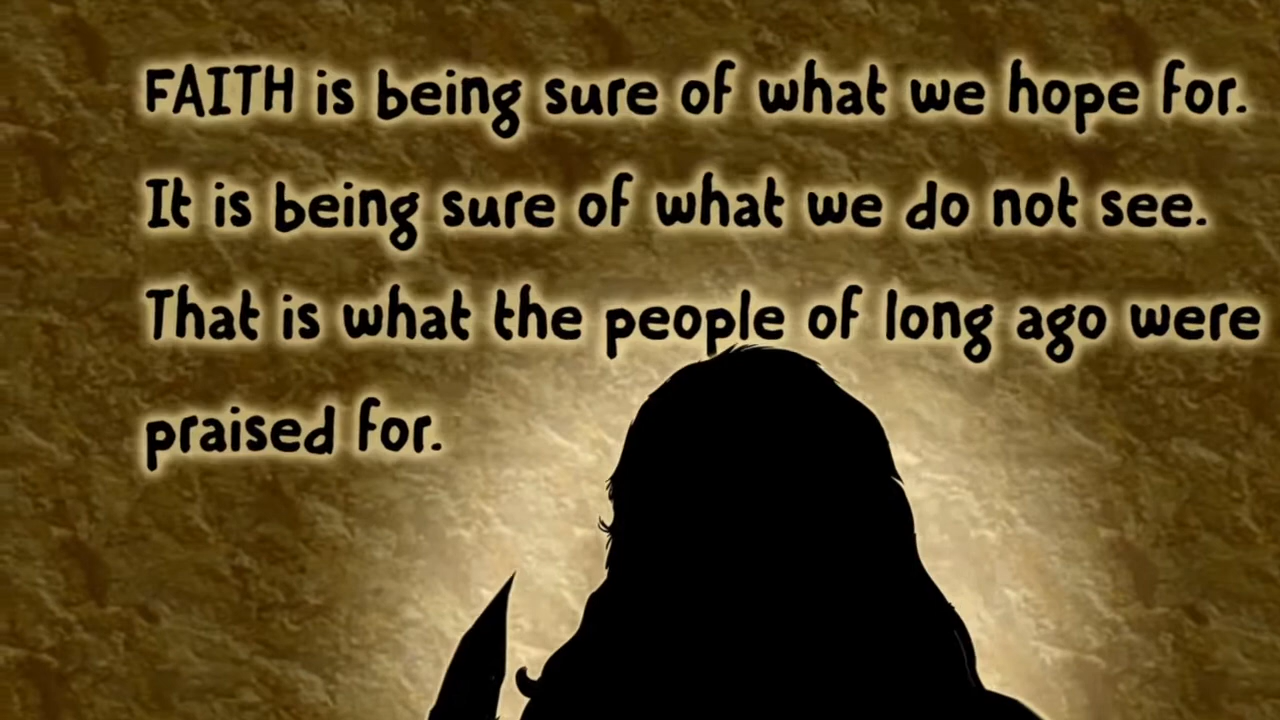 FAITH is being sure of what we hope for.
It is being sure of what we do not see.
That is what the people of long ago were
praised for.